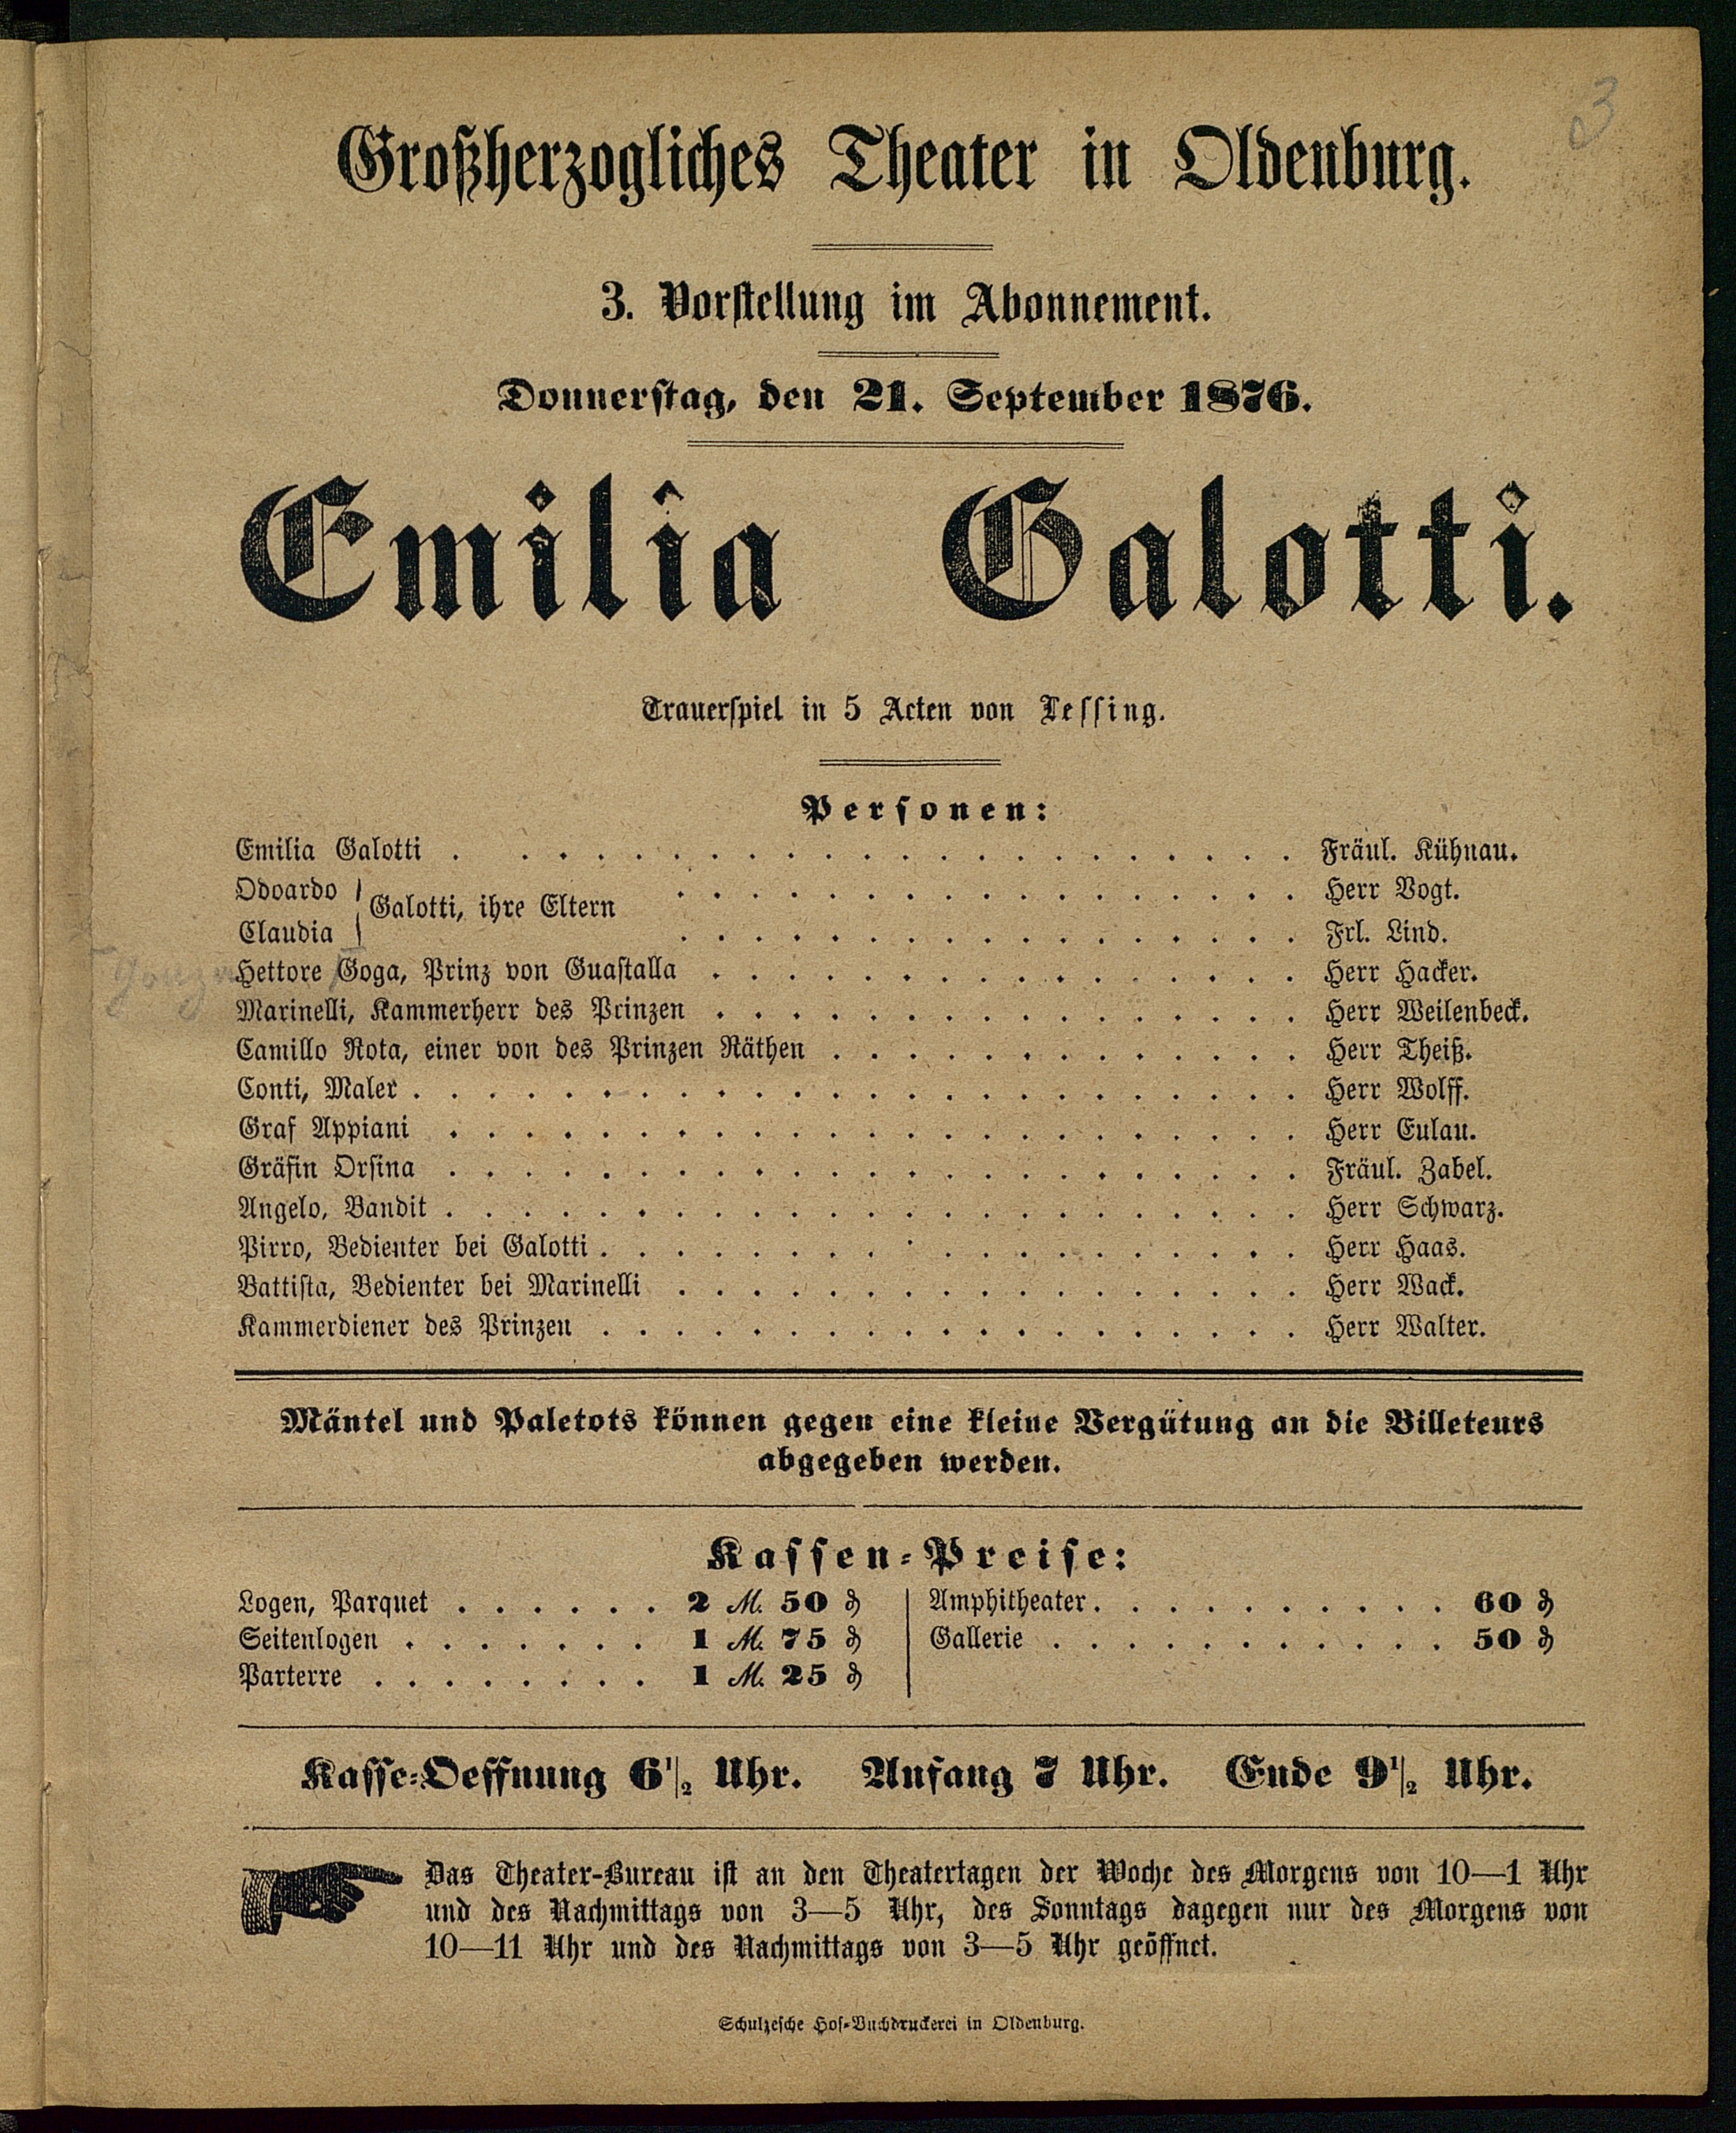 3
Großherzogliches Theater in Oldenburg.
3. Vorstellung im Abonnement.
Donnerstag, den 21. September 1876.
Emilia Galotti.
Trauerspiel in 5 Acten von Lessing.
Personen:
Emilia Galotti . . . . . . . . . . . . . . . . . . . . . . Fräul. Kühnau.
Odoardo . . . . . . . . . . . . . . . . . Herr Vogt.
Galotti, ihre Eltern
Claudia . . . . . . . . . . . . . . . . . Frl. Lind.
Hettore Goga, Prinz von Guastalla . . . . . . . . . . . . . . . . Herr Hacker.
Marinelli, Kammerherr des Prinzen . . . . . . . . . . . . . . . . Herr Weilenbeck.
Camillo Rota, einer von des Prinzen Räthen . . . . . . . . . . . . . Herr Theiß.
Conti, Maler . . . . . . . . . . . . . . . . . . . . . . . . Herr Wolff.
Graf Appiani . . . . . . . . . . . . . . . . . . . . . . . Herr Eulau.
Gräfin Orsina . . . . . . . . . . . . . . . . . . . . . . . Fräul. Zabel.
Angelo, Bandit . . . . . . . . . . . . . . . . . . . . . . . Herr Schwarz.
Pirro, Bedienter bei Galotti . . . . . . . . . . . . . . . . . . . Herr Haas.
Battista, Bedienter bei Marinelli . . . . . . . . . . . . . . . . . Herr Wack.
Kammerdiener des Prinzen . . . . . . . . . . . . . . . . . . . Herr Walter.
Mäntel und Paletots können gegen eine kleine Vergütung an die Billeteurs
abgegeben werden.
Kassen-Preise:
Logen, Parquet . . . . . . 2 M. 50 ₰
Seitenlogen . . . . . . . 1 M. 75 ₰
Parterre . . . . . . . . 1 M. 25 ₰
Amphitheater . . . . . . . . . . 60 ₰
Gallerie . . . . . . . . . . . 50 ₰
Kasse-Oeffnung 6 1/2 Uhr. Anfang 7 Uhr. Ende 9 1/2 Uhr.
Das Theater-Bureau ist an den Theatertagen der Woche des Morgens von 10—1 Uhr
und des Nachmittags von 3—5 Uhr, des Sonntags dagegen nur des Morgens von
10—11 Uhr und des Nachmittags von 3—5 Uhr geöffnet.
Schulzesche Hof-Buchdruckerei in Oldenburg.